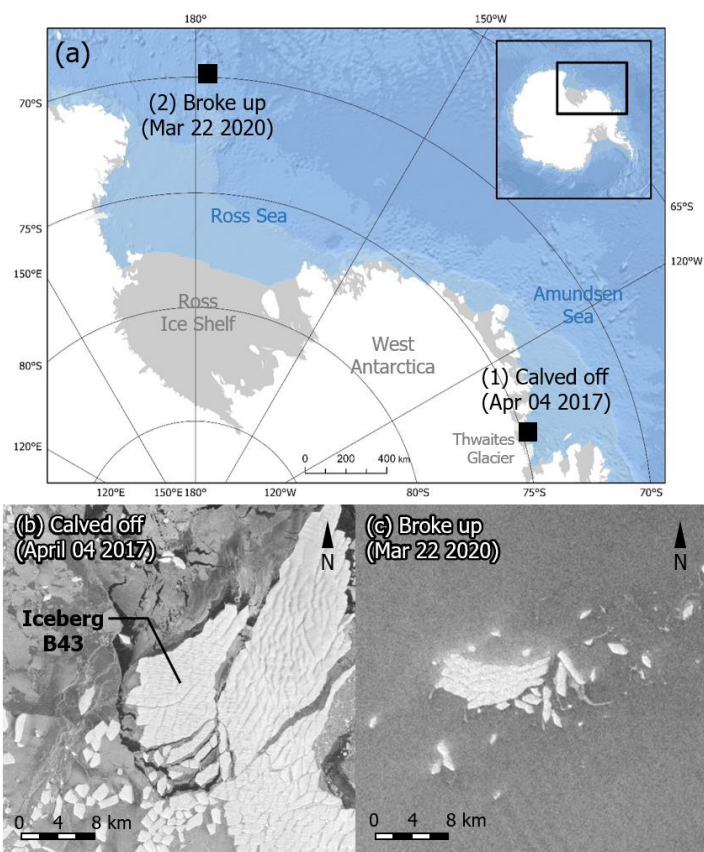 180°
150°W
(a)
70°S
(2) Broke up
(Mar 22 2020)
65°S
75°S
Ross Sea
150°E
120°W
Amundsen
Sea
Ross
Ice Shelf
West
Antarctica
80°S
(1) Calved off
(Apr 04 2017)
Thwaites
Glacier
120°E
0 200 400 km
120°E 150°E 180° 120°W 80°S 75°S 70°S
(b) Calved off
(April 04 2017)
N
Iceberg
B43
0 4 8 km
(c) Broke up
(Mar 22 2020)
N
0 4 8 km